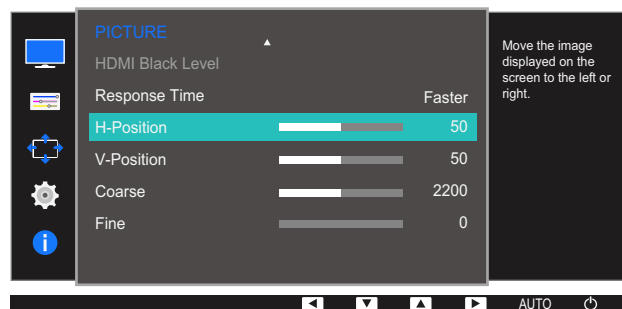 PICTURE
HDMI Black Level
Response Time Faster
H-Position 50
V-Position 50
Coarse 2200
Fine 0
Move the image
displayed on the
screen to the left or
right.
AUTO